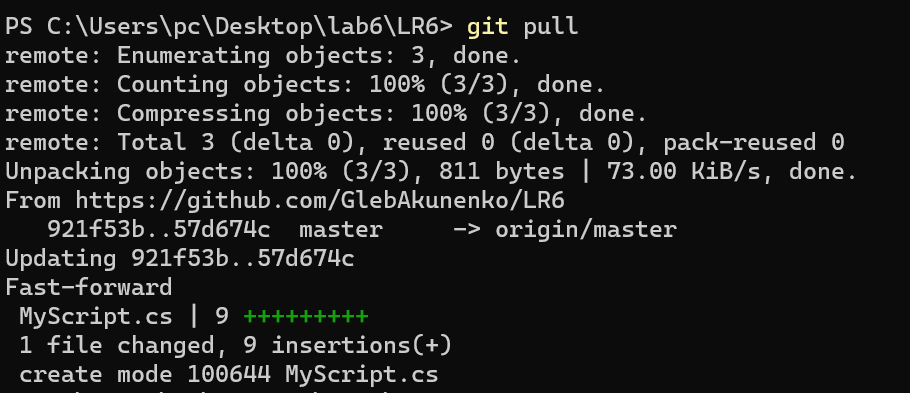 PS C:\Users\pc\Desktop\lab6\LR6> git pull
remote: Enumerating objects: 3, done.
remote: Counting objects: 100% (3/3), done.
remote: Compressing objects: 100% (3/3), done.
remote: Total 3 (delta 0), reused 0 (delta 0), pack-reused 0
Unpacking objects: 100% (3/3), 811 bytes | 73.00 KiB/s, done.
From https://github.com/GlebAkunenko/LR6
   921f53b..57d674c  master     -> origin/master
Updating 921f53b..57d674c
Fast-forward
 MyScript.cs | 9 +++++++++
 1 file changed, 9 insertions(+)
 create mode 100644 MyScript.cs